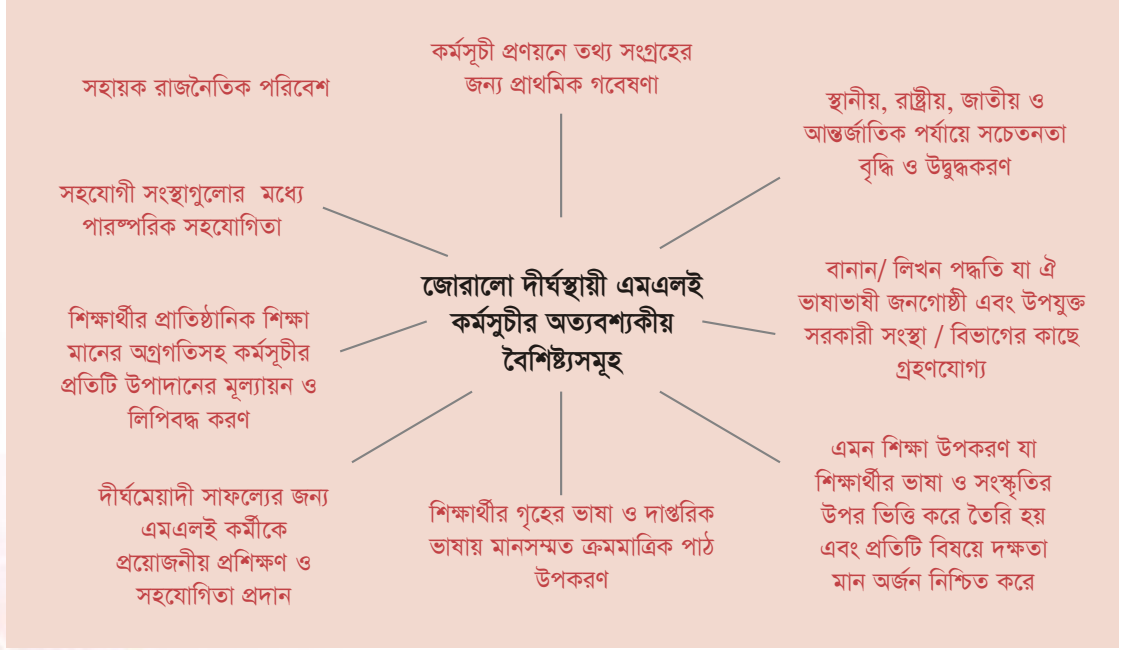 সহায়ক রাজনৈতিক পরিবেশ
কর্মসূচী প্রণয়নে তথ্য সংগ্রহের
জন্য প্রাথমিক গবেষণা
স্থানীয়, রাষ্ট্রীয়, জাতীয় ও
আন্তর্জাতিক পর্যায়ে সচেতনতা
বৃদ্ধি ও উদ্বুদ্ধকরণ
সহযোগী সংস্থাগুলোর মধ্যে
পারষ্পরিক সহযোগিতা
জোরালো দীর্ঘস্থায়ী এমএলই
কর্মসুচীর অত্যবশ্যকীয়
বৈশিষ্ট্যসমূহ
বানান/ লিখন পদ্ধতি যা ঐ
ভাষাভাষী জনগোষ্ঠী এবং উপযুক্ত
সরকারী সংস্থা / বিভাগের কাছে
গ্রহণযোগ্য
শিক্ষার্থীর প্রাতিষ্ঠানিক শিক্ষা
মানের অগ্রগতিসহ কর্মসূচীর
প্রতিটি উপাদানের মূল্যায়ন ও
লিপিবদ্ধ করণ
এমন শিক্ষা উপকরণ যা
শিক্ষার্থীর ভাষা ও সংস্কৃতির
উপর ভিত্তি করে তৈরি হয়
এবং প্রতিটি বিষয়ে দক্ষতা
মান অর্জন নিশ্চিত করে
দীর্ঘমেয়াদী সাফল্যের জন্য
এমএলই কর্মীকে
প্রয়োজনীয় প্রশিক্ষণ ও
সহযোগিতা প্রদান
শিক্ষার্থীর গৃহের ভাষা ও দাপ্তরিক
ভাষায় মানসম্মত ক্রমমাত্রিক পাঠ
উপকরণ